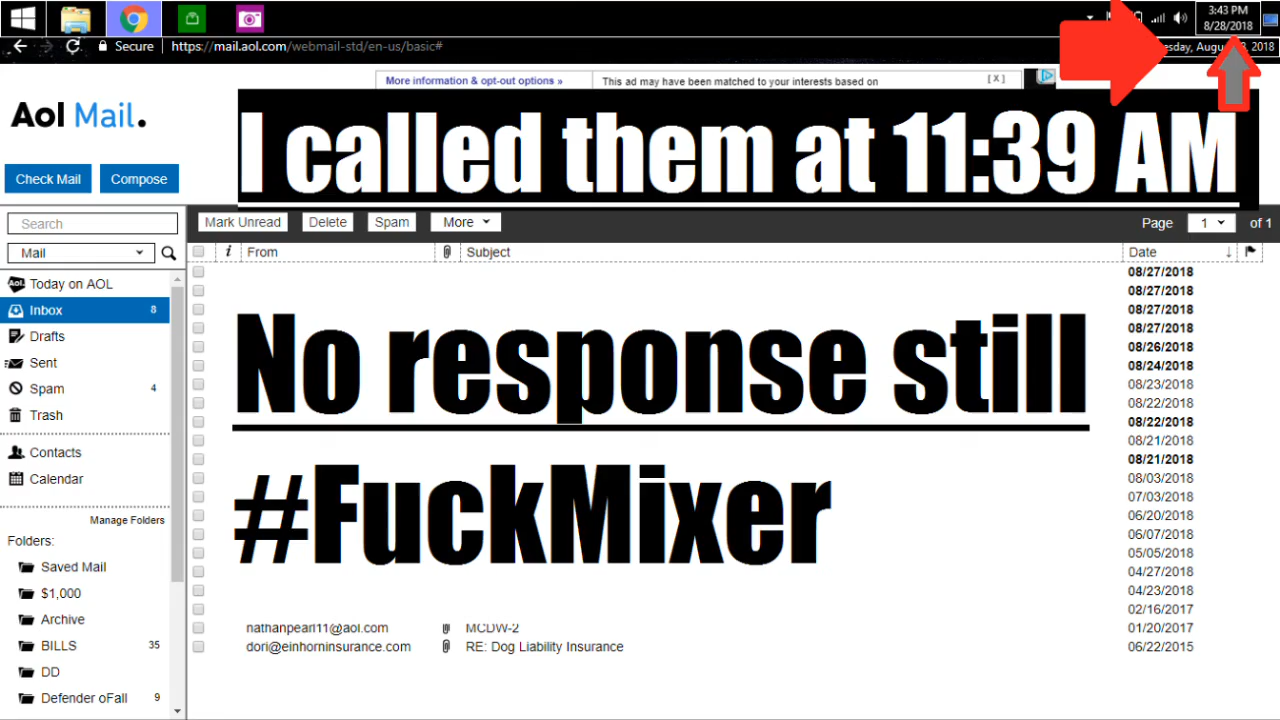 3:43 PM
8/28/2018
Secure https://mail.aol.com/webmail-std/en-us/basic#
2018
More information & opt-out options » This ad may have been matched to your interests based on [X]
Aol Mail.
I called them at 11:39 AM
Check Mail Compose
Search
Mark Unread Delete Spam More Page 1 of 1
Mail
i From Subject Date ↓
Today on AOL
Inbox 8
Drafts
Sent
Spam 4
Trash
Contacts
Calendar
Manage Folders
Folders:
Saved Mail
$1,000
Archive
BILLS 35
DD
Defender oFall 9
08/27/2018
08/27/2018
08/27/2018
08/27/2018
08/26/2018
08/24/2018
08/23/2018
08/22/2018
08/22/2018
08/21/2018
08/21/2018
08/03/2018
07/03/2018
06/20/2018
06/07/2018
05/05/2018
04/27/2018
04/23/2018
02/16/2017
No response still
#FuckMixer
nathanpearl11@aol.com MCDW-2 01/20/2017
dori@einhorninsurance.com RE: Dog Liability Insurance 06/22/2015